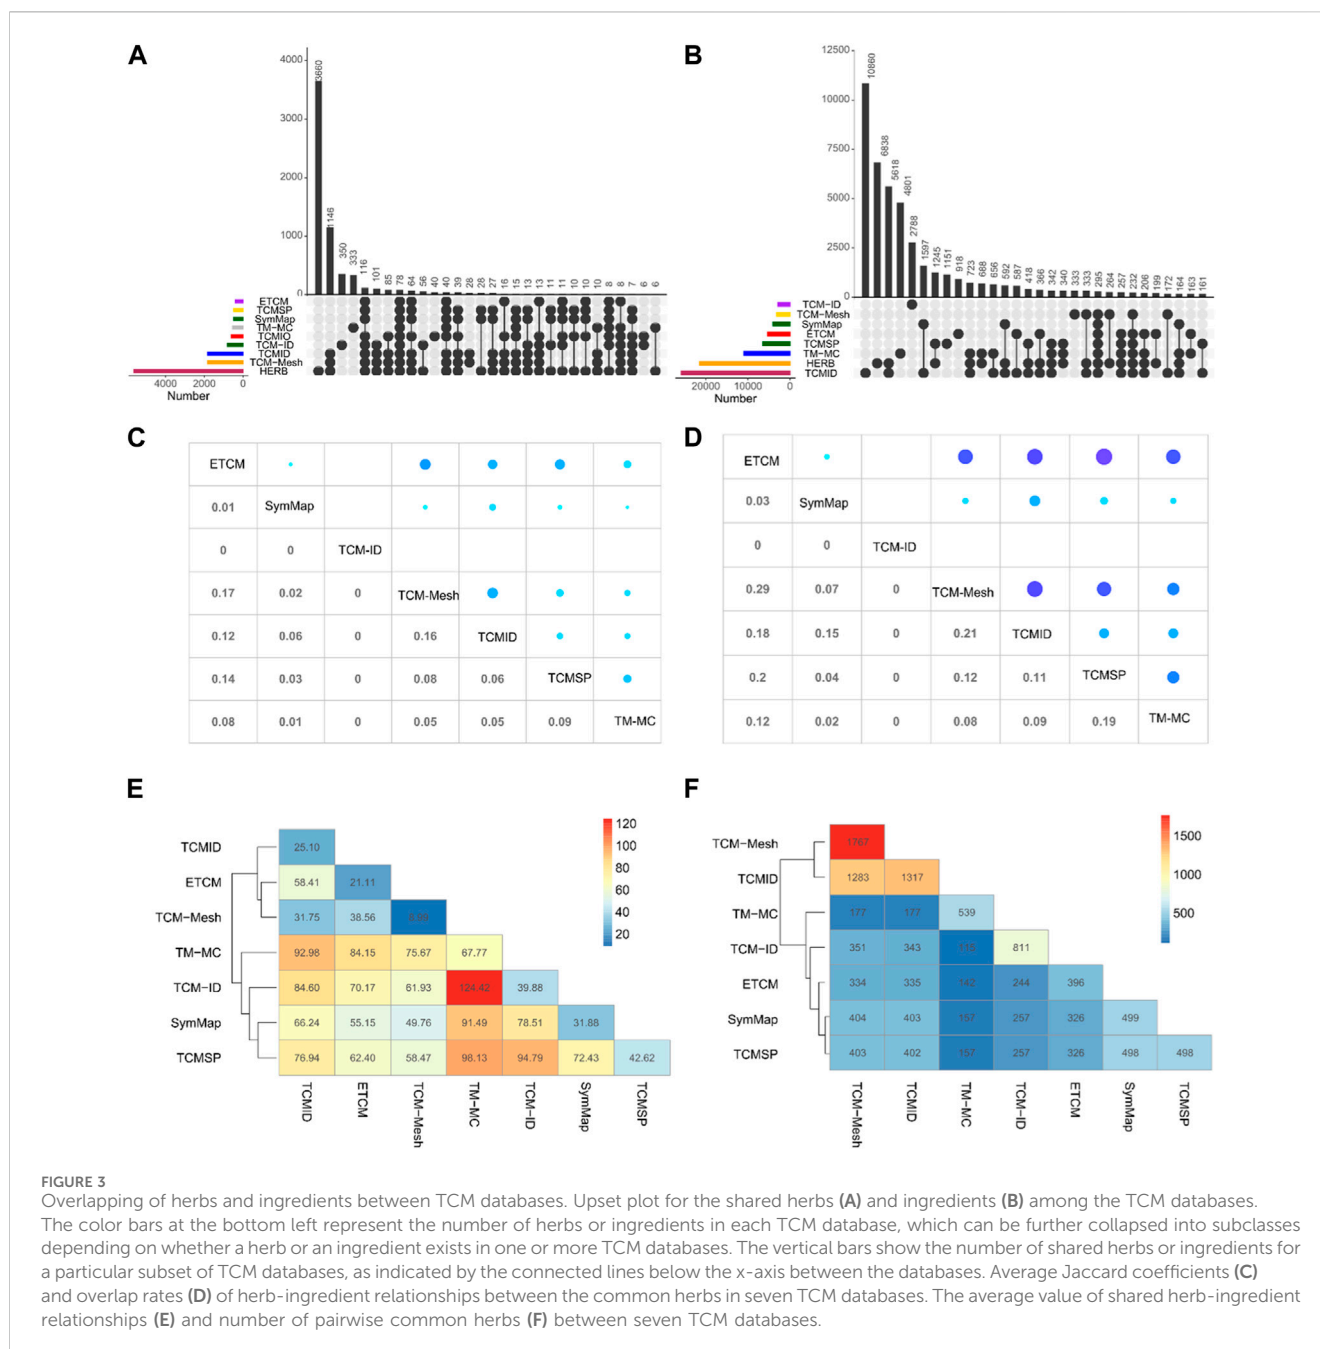 A
B
4000
3000
2000
1000
0
3660
1146
350
333
116
101
85
78
64
56
40
40
39
28
28
27
16
15
13
13
11
11
10
10
10
8
8
7
6
6
ETCM
TCMSP
SymMap
TM-MC
TCMIO
TCM-ID
TCMID
TCM-Mesh
HERB
4000 2000 0
Number
12500
10000
7500
5000
2500
0
10860
6838
5618
4801
2788
1597
1245
1151
918
723
688
656
592
587
418
366
342
340
333
333
295
264
257
232
206
199
172
164
163
161
TCM-ID
TCM-Mesh
SymMap
ETCM
TCMSP
TM-MC
HERB
TCMID
20000 10000 0
Number
C
ETCM
0.01 SymMap
0 0 TCM-ID
0.17 0.02 0 TCM-Mesh
0.12 0.06 0 0.16 TCMID
0.14 0.03 0 0.08 0.06 TCMSP
0.08 0.01 0 0.05 0.05 0.09 TM-MC
D
ETCM
0.03 SymMap
0 0 TCM-ID
0.29 0.07 0 TCM-Mesh
0.18 0.15 0 0.21 TCMID
0.2 0.04 0 0.12 0.11 TCMSP
0.12 0.02 0 0.08 0.09 0.19 TM-MC
E
TCMID 25.10
ETCM 58.41 21.11
TCM-Mesh 31.75 38.56
TM-MC 92.98 84.15 75.67 67.77
TCM-ID 84.60 70.17 61.93 124.42 39.88
SymMap 66.24 55.15 49.76 91.49 78.51 31.88
TCMSP 76.94 62.40 58.47 98.13 94.79 72.43 42.62
TCMID ETCM TCM-Mesh TM-MC TCM-ID SymMap TCMSP
120
100
80
60
40
20
F
TCM-Mesh 1767
TCMID 1283 1317
TM-MC 177 177 539
TCM-ID 351 343 811
ETCM 334 335 142 244 396
SymMap 404 403 157 257 326 499
TCMSP 403 402 157 257 326 498 498
TCM-Mesh TCMID TM-MC TCM-ID ETCM SymMap TCMSP
1500
1000
500
FIGURE 3
Overlapping of herbs and ingredients between TCM databases. Upset plot for the shared herbs (A) and ingredients (B) among the TCM databases.
The color bars at the bottom left represent the number of herbs or ingredients in each TCM database, which can be further collapsed into subclasses
depending on whether a herb or an ingredient exists in one or more TCM databases. The vertical bars show the number of shared herbs or ingredients for
a particular subset of TCM databases, as indicated by the connected lines below the x-axis between the databases. Average Jaccard coefficients (C)
and overlap rates (D) of herb-ingredient relationships between the common herbs in seven TCM databases. The average value of shared herb-ingredient
relationships (E) and number of pairwise common herbs (F) between seven TCM databases.